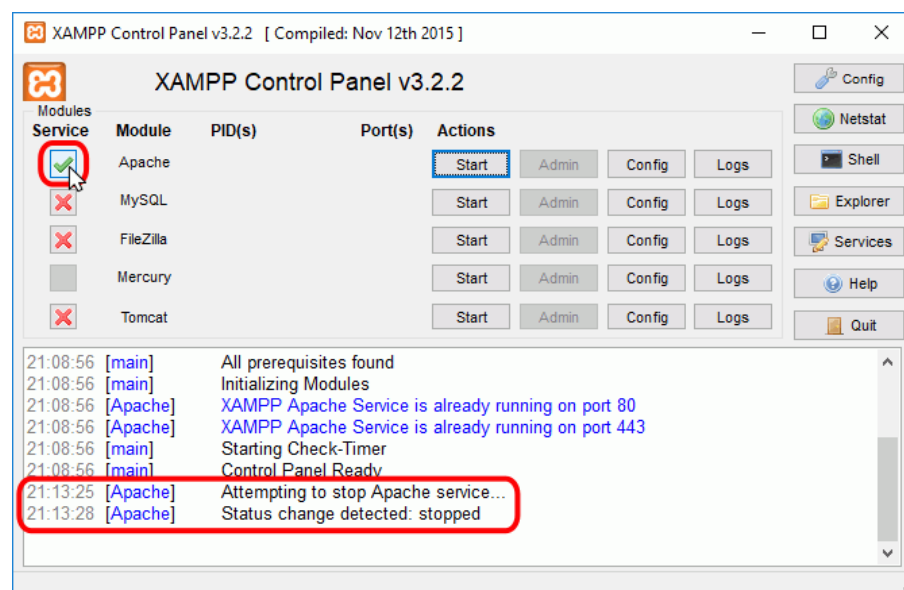 XAMPP Control Panel v3.2.2 [ Compiled: Nov 12th 2015 ]
XAMPP Control Panel v3.2.2
Config
Modules
Service Module PID(s) Port(s) Actions
Netstat
Apache Start Admin Config Logs
Shell
MySQL Start Admin Config Logs
Explorer
FileZilla Start Admin Config Logs
Services
Mercury Start Admin Config Logs
Help
Tomcat Start Admin Config Logs
Quit
21:08:56 [main] All prerequisites found
21:08:56 [main] Initializing Modules
21:08:56 [Apache] XAMPP Apache Service is already running on port 80
21:08:56 [Apache] XAMPP Apache Service is already running on port 443
21:08:56 [main] Starting Check-Timer
21:08:56 [main] Control Panel Ready
21:13:25 [Apache] Attempting to stop Apache service...
21:13:28 [Apache] Status change detected: stopped